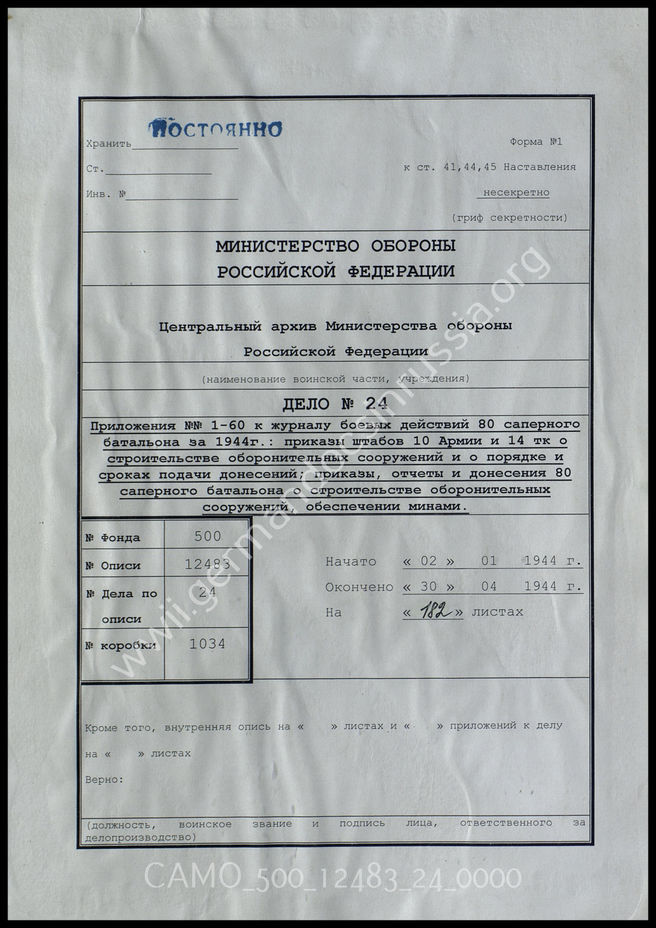 ПОСТОЯННО
Хранить
Форма №1
Ст.
к ст. 41,44,45 Наставления
Инв. №
несекретно
(гриф секретности)
МИНИСТЕРСТВО ОБОРОНЫ
РОССИЙСКОЙ ФЕДЕРАЦИИ
Центральный архив Министерства обороны
Российской Федерации
(наименование воинской части, учреждения)
ДЕЛО № 24
Приложения №№ 1-60 к журналу боевых действий 80 саперного
батальона за 1944г.: приказы штабов 10 Армии и 14 тк о
строительстве оборонительных сооружений и о порядке и
сроках подачи донесений; приказы, отчеты и донесения 80
саперного батальона о строительстве оборонительных
сооружений, обеспечении минами.
№ Фонда 500
№ Описи 12483
№ Дела по описи 24
№ коробки 1034
Начато « 02 » 01 1944 г.
Окончено « 30 » 04 1944 г.
На « 182 » листах
Кроме того, внутренняя опись на « » листах и « » приложений к делу
на « » листах
Верно:
(должность, воинское звание и подпись лица, ответственного за
делопроизводство)
www.germandocsinrussia.org
CAMO_500_12483_24_0000